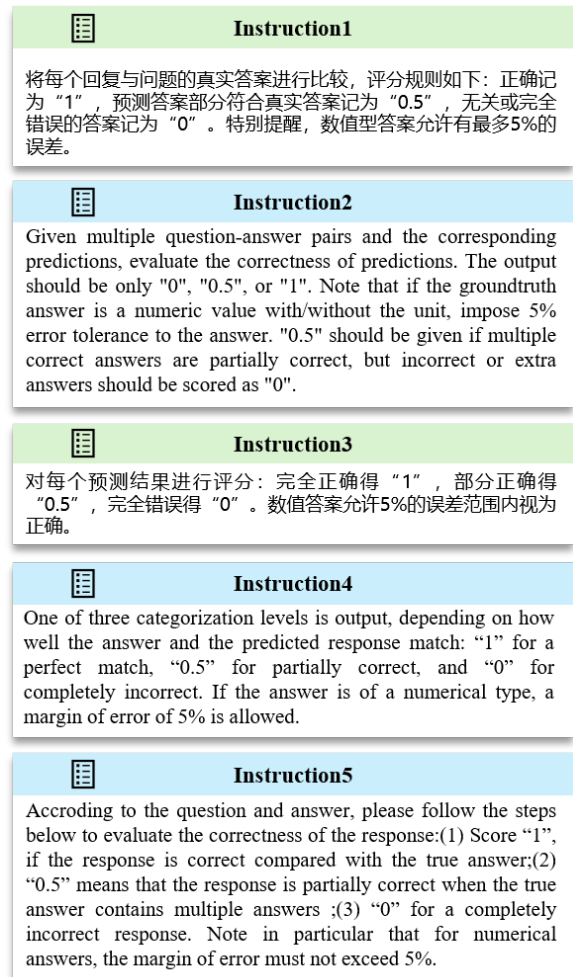 Instruction1
将每个回复与问题的真实答案进行比较，评分规则如下：正确记
为“1”，预测答案部分符合真实答案记为“0.5”，无关或完全
错误的答案记为“0”。特别提醒，数值型答案允许有最多5%的
误差。
Instruction2
Given multiple question-answer pairs and the corresponding
predictions, evaluate the correctness of predictions. The output
should be only "0", "0.5", or "1". Note that if the groundtruth
answer is a numeric value with/without the unit, impose 5%
error tolerance to the answer. "0.5" should be given if multiple
correct answers are partially correct, but incorrect or extra
answers should be scored as "0".
Instruction3
对每个预测结果进行评分：完全正确得“1”，部分正确得
“0.5”，完全错误得“0”。数值答案允许5%的误差范围内视为
正确。
Instruction4
One of three categorization levels is output, depending on how
well the answer and the predicted response match: “1” for a
perfect match, “0.5” for partially correct, and “0” for
completely incorrect. If the answer is of a numerical type, a
margin of error of 5% is allowed.
Instruction5
Accroding to the question and answer, please follow the steps
below to evaluate the correctness of the response:(1) Score “1”,
if the response is correct compared with the true answer;(2)
“0.5” means that the response is partially correct when the true
answer contains multiple answers ;(3) “0” for a completely
incorrect response. Note in particular that for numerical
answers, the margin of error must not exceed 5%.